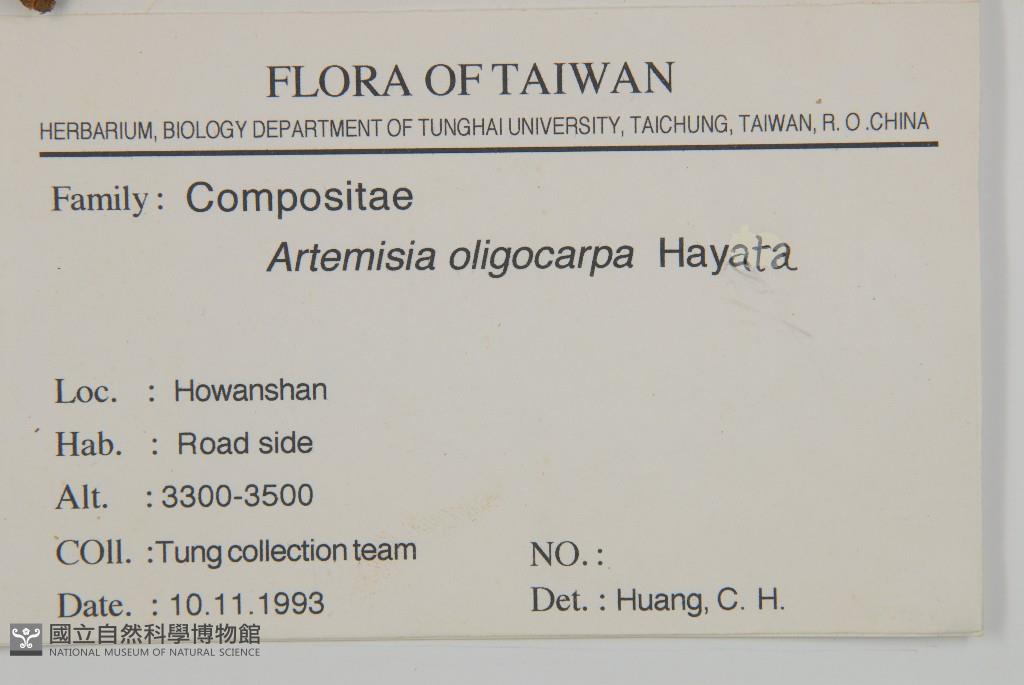 FLORA OF TAIWAN
HERBARIUM, BIOLOGY DEPARTMENT OF TUNGHAI UNIVERSITY, TAICHUNG, TAIWAN, R. O .CHINA
Family : Compositae
Artemisia oligocarpa Hayata
Loc. : Howanshan
Hab. : Road side
Alt. : 3300-3500
COll. : Tung collection team NO. :
Date. : 10.11.1993 Det. : Huang, C. H.
國立自然科學博物館
NATIONAL MUSEUM OF NATURAL SCIENCE